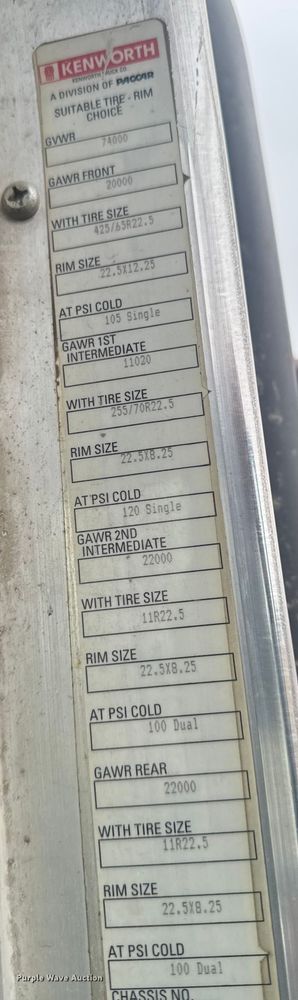 KENWORTH
KENWORTH TRUCK CO.
A DIVISION OF PACCAR
SUITABLE TIRE - RIM
CHOICE
GVWR
74000
GAWR FRONT
20000
WITH TIRE SIZE
425/65R22.5
RIM SIZE
22.5X12.25
AT PSI COLD
105 Single
GAWR 1ST
INTERMEDIATE
11020
WITH TIRE SIZE
255/70R22.5
RIM SIZE
22.5X8.25
AT PSI COLD
120 Single
GAWR 2ND
INTERMEDIATE
22000
WITH TIRE SIZE
11R22.5
RIM SIZE
22.5X8.25
AT PSI COLD
100 Dual
GAWR REAR
22000
WITH TIRE SIZE
11R22.5
RIM SIZE
22.5X8.25
AT PSI COLD
100 Dual
CHASSIS NO.
Purple Wave Auction